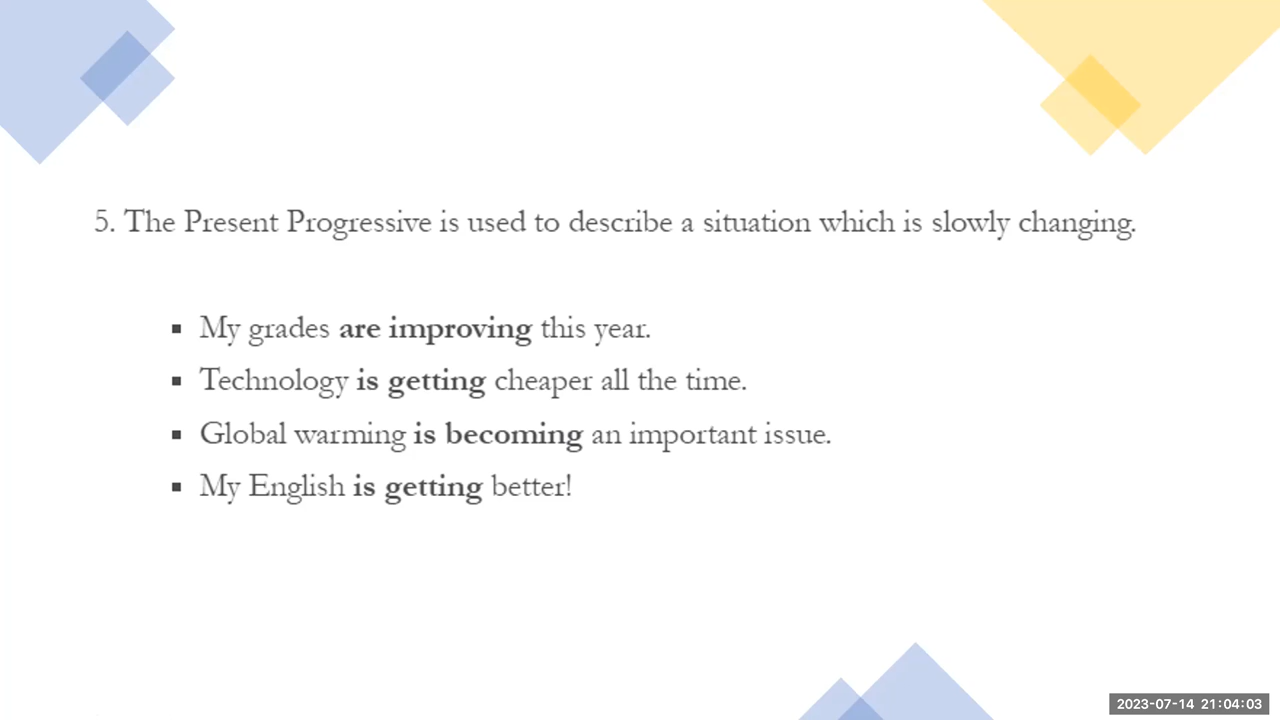 5. The Present Progressive is used to describe a situation which is slowly changing.
▪ My grades are improving this year.
▪ Technology is getting cheaper all the time.
▪ Global warming is becoming an important issue.
▪ My English is getting better!
2023-07-14 21:04:03